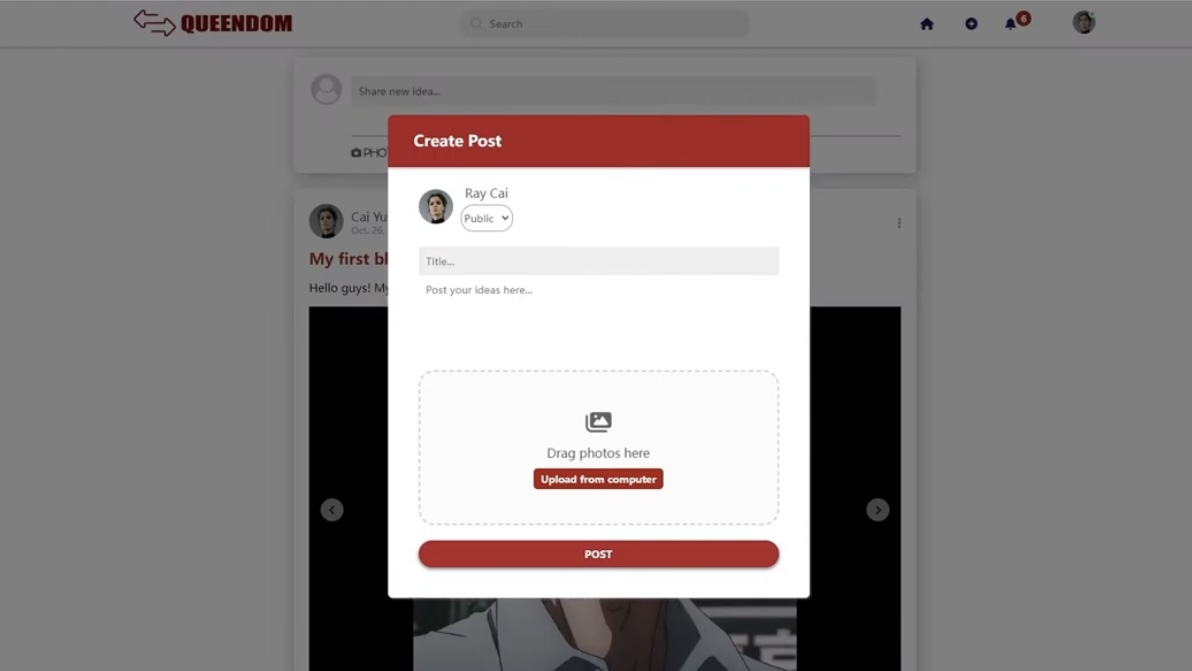 QUEENDOM
Search
6
Share new idea...
PHO
Create Post
Ray Cai
Public
Cai Yu
Oct. 26,
Title...
My first bl
Hello guys! My
Post your ideas here...
Drag photos here
Upload from computer
POST